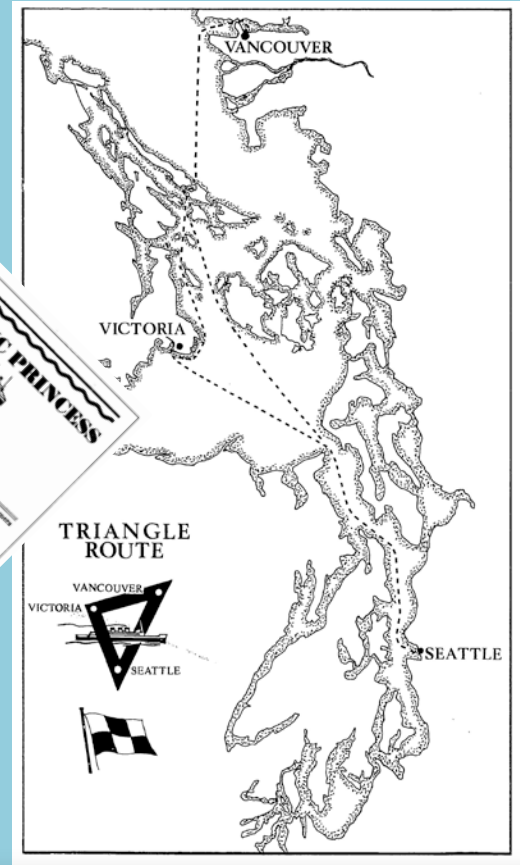 VANCOUVER
VICTORIA
PRINCESS
TRIANGLE
ROUTE
VANCOUVER
VICTORIA
SEATTLE
SEATTLE